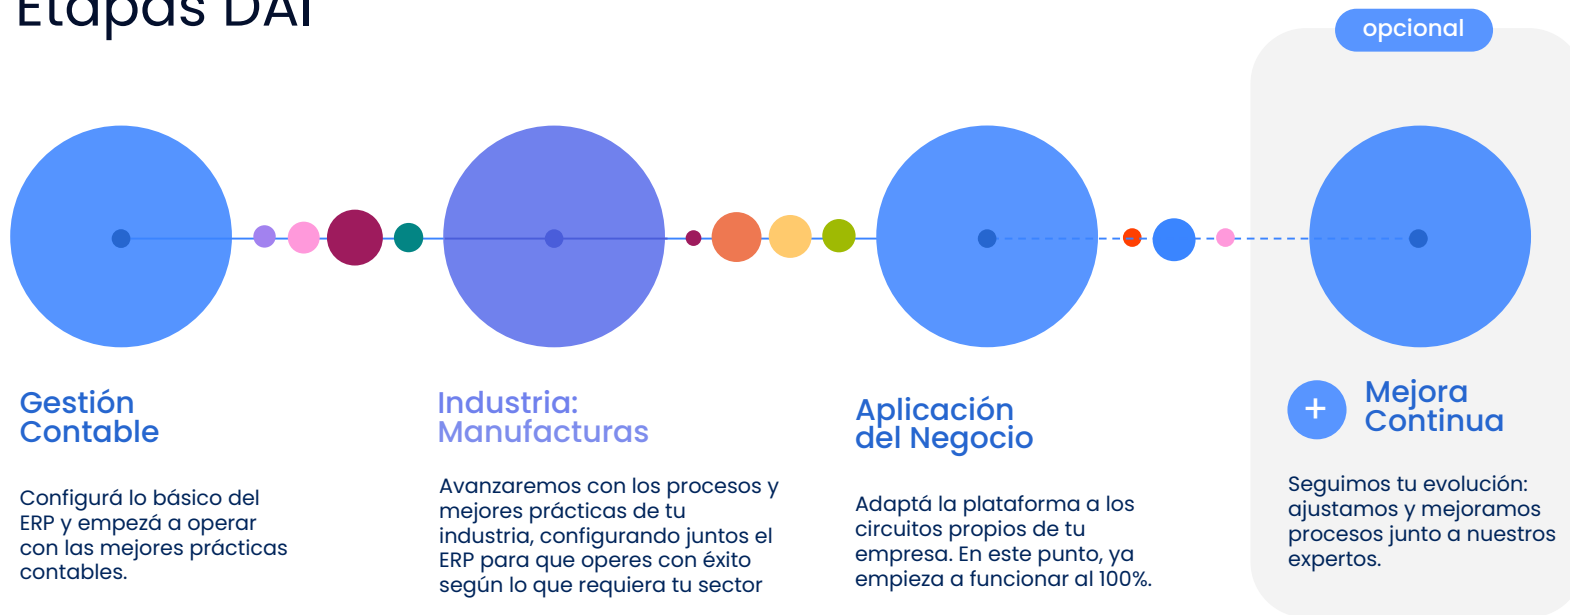 Etapas DAI
opcional
Gestión
Contable
Configurá lo básico del
ERP y empezá a operar
con las mejores prácticas
contables.
Industria:
Manufacturas
Avanzaremos con los procesos y
mejores prácticas de tu
industria, configurando juntos el
ERP para que operes con éxito
según lo que requiera tu sector
Aplicación
del Negocio
Adaptá la plataforma a los
circuitos propios de tu
empresa. En este punto, ya
empieza a funcionar al 100%.
+
Mejora
Continua
Seguimos tu evolución:
ajustamos y mejoramos
procesos junto a nuestros
expertos.